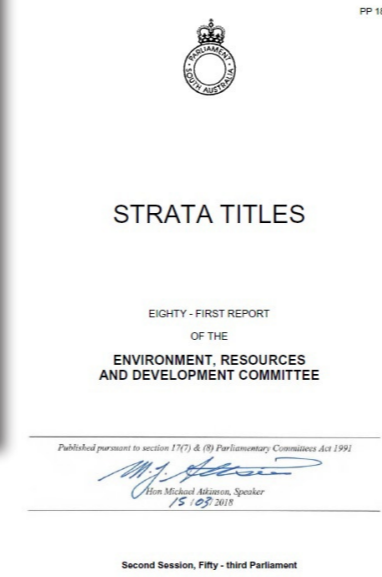 PP 18
PARLIAMENT
SOUTH AUSTRALIA
STRATA TITLES
EIGHTY - FIRST REPORT
OF THE
ENVIRONMENT, RESOURCES
AND DEVELOPMENT COMMITTEE
Published pursuant to section 17(7) & (8) Parliamentary Committees Act 1991
Hon Michael Atkinson, Speaker
15 / 03 / 2018
Second Session, Fifty - third Parliament